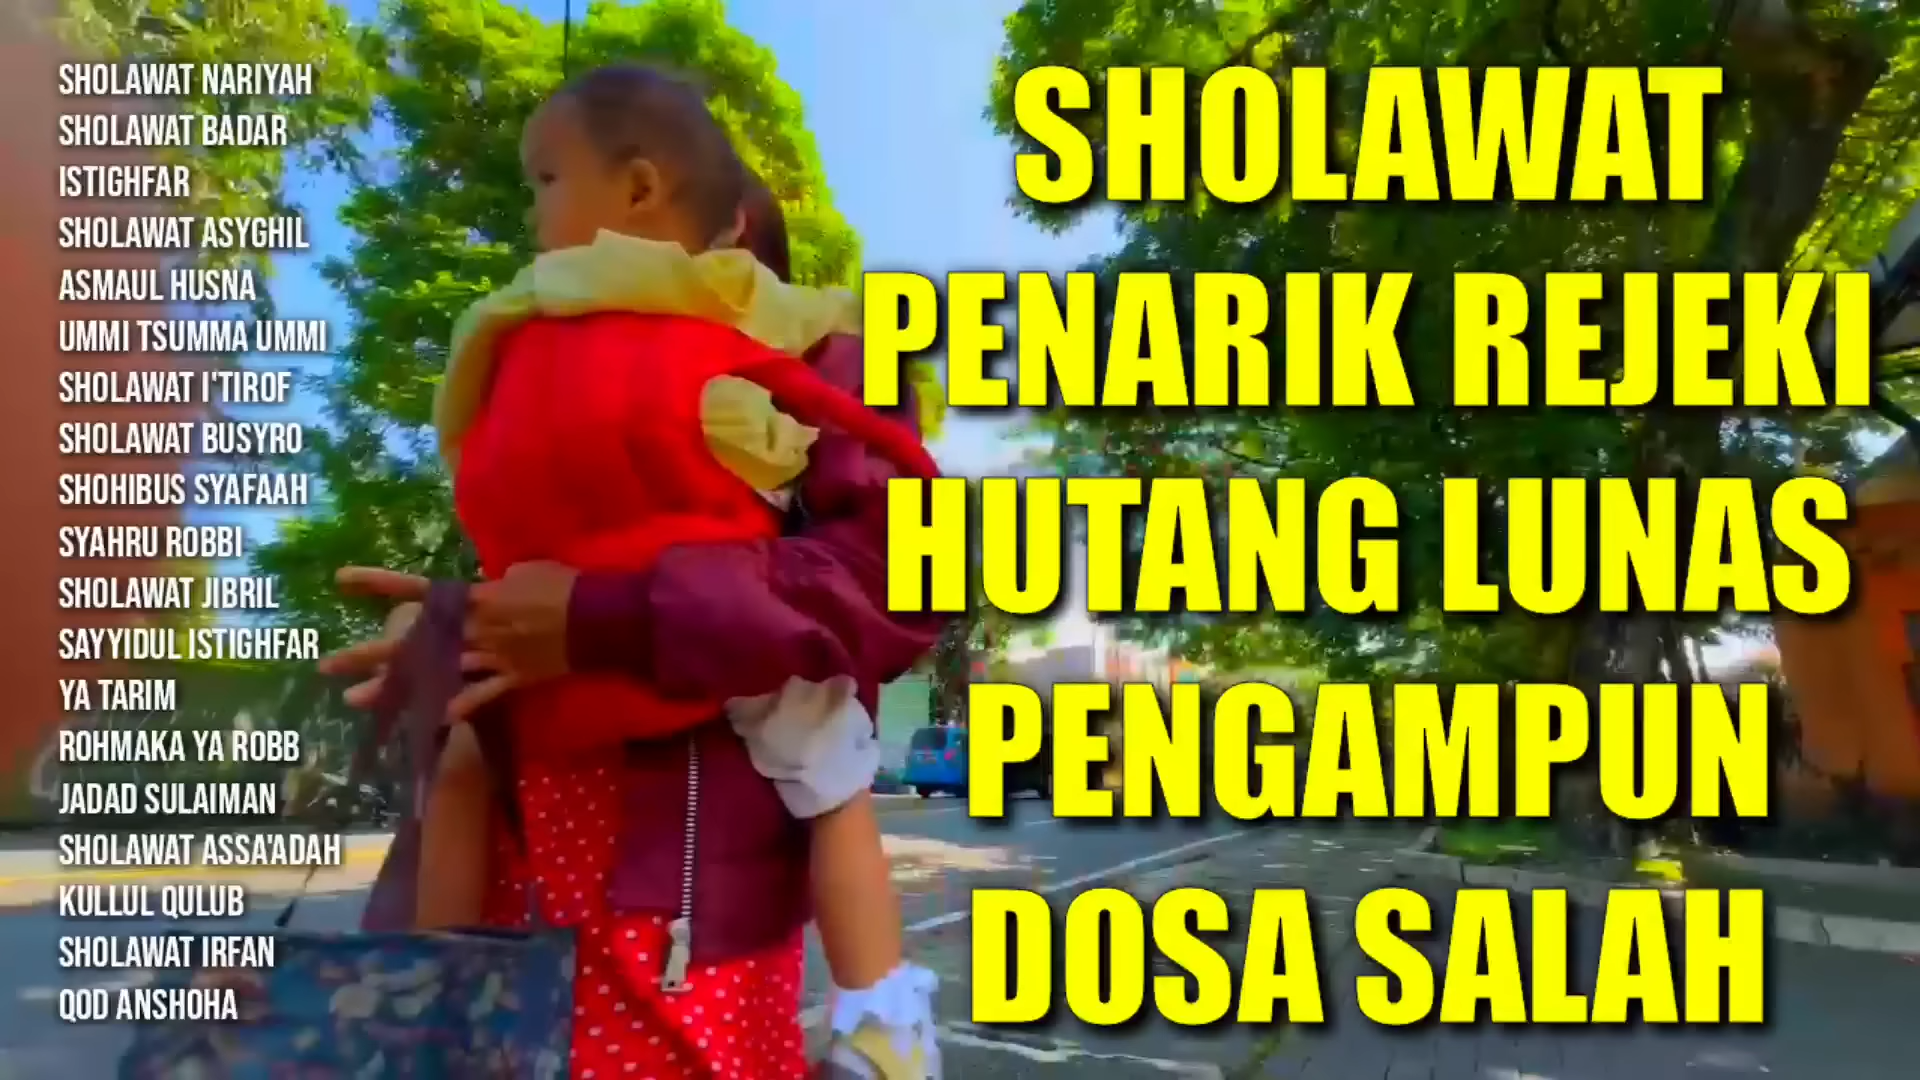 SHOLAWAT NARIYAH
SHOLAWAT BADAR
ISTIGHFAR
SHOLAWAT ASYGHIL
ASMAUL HUSNA
UMMI TSUMMA UMMI
SHOLAWAT I'TIROF
SHOLAWAT BUSYRO
SHOHIBUS SYAFAAH
SYAHRU ROBBI
SHOLAWAT JIBRIL
SAYYIDUL ISTIGHFAR
YA TARIM
ROHMAKA YA ROBB
JADAD SULAIMAN
SHOLAWAT ASSA'ADAH
KULLUL QULUB
SHOLAWAT IRFAN
QOD ANSHOHA
SHOLAWAT
PENARIK REJEKI
HUTANG LUNAS
PENGAMPUN
DOSA SALAH